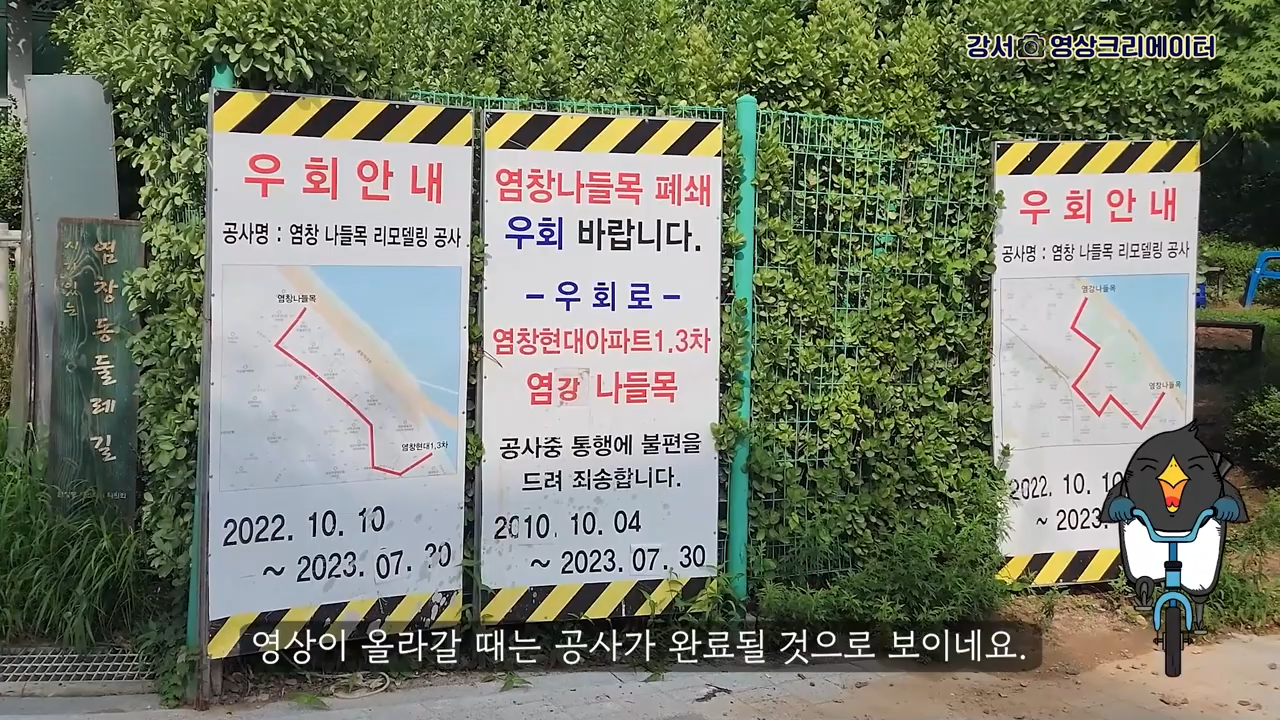 강서 영상크리에이터
염창동둘레길
우회안내
공사명 : 염창 나들목 리모델링 공사
염창나들목
염창현대1,3차
2022. 10. 10
~ 2023. 07. 30
염창나들목 폐쇄
우회 바랍니다.
- 우 회 로 -
염창현대아파트1.3차
염강 나들목
공사중 통행에 불편을
드려 죄송합니다.
2010. 10. 04
~ 2023. 07. 30
우회안내
공사명 : 염창 나들목 리모델링 공사
염강나들목
염창나들목
2022. 10. 10
~ 2023.
영상이 올라갈 때는 공사가 완료될 것으로 보이네요.